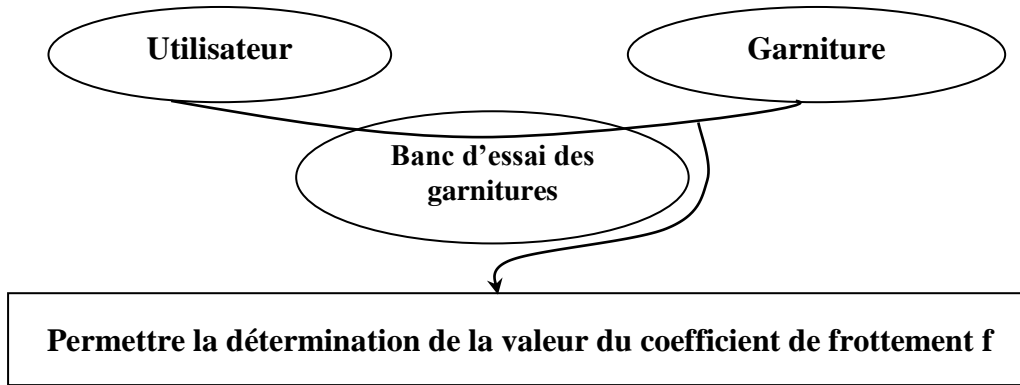 Utilisateur
Garniture
Banc d'essai des
garnitures
Permettre la détermination de la valeur du coefficient de frottement f